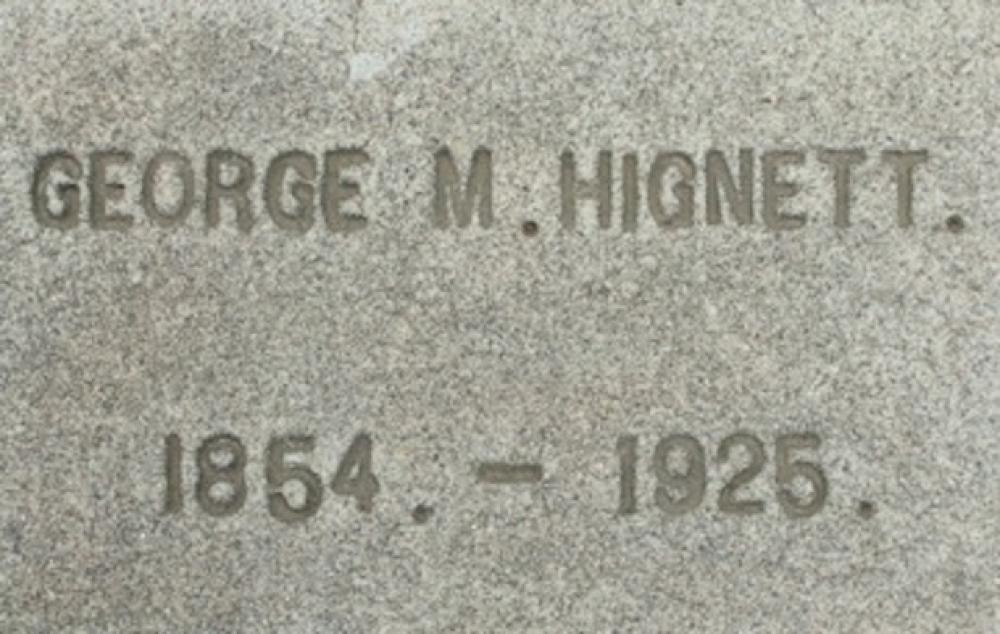 GEORGE M. HIGNETT.
1854. - 1925.